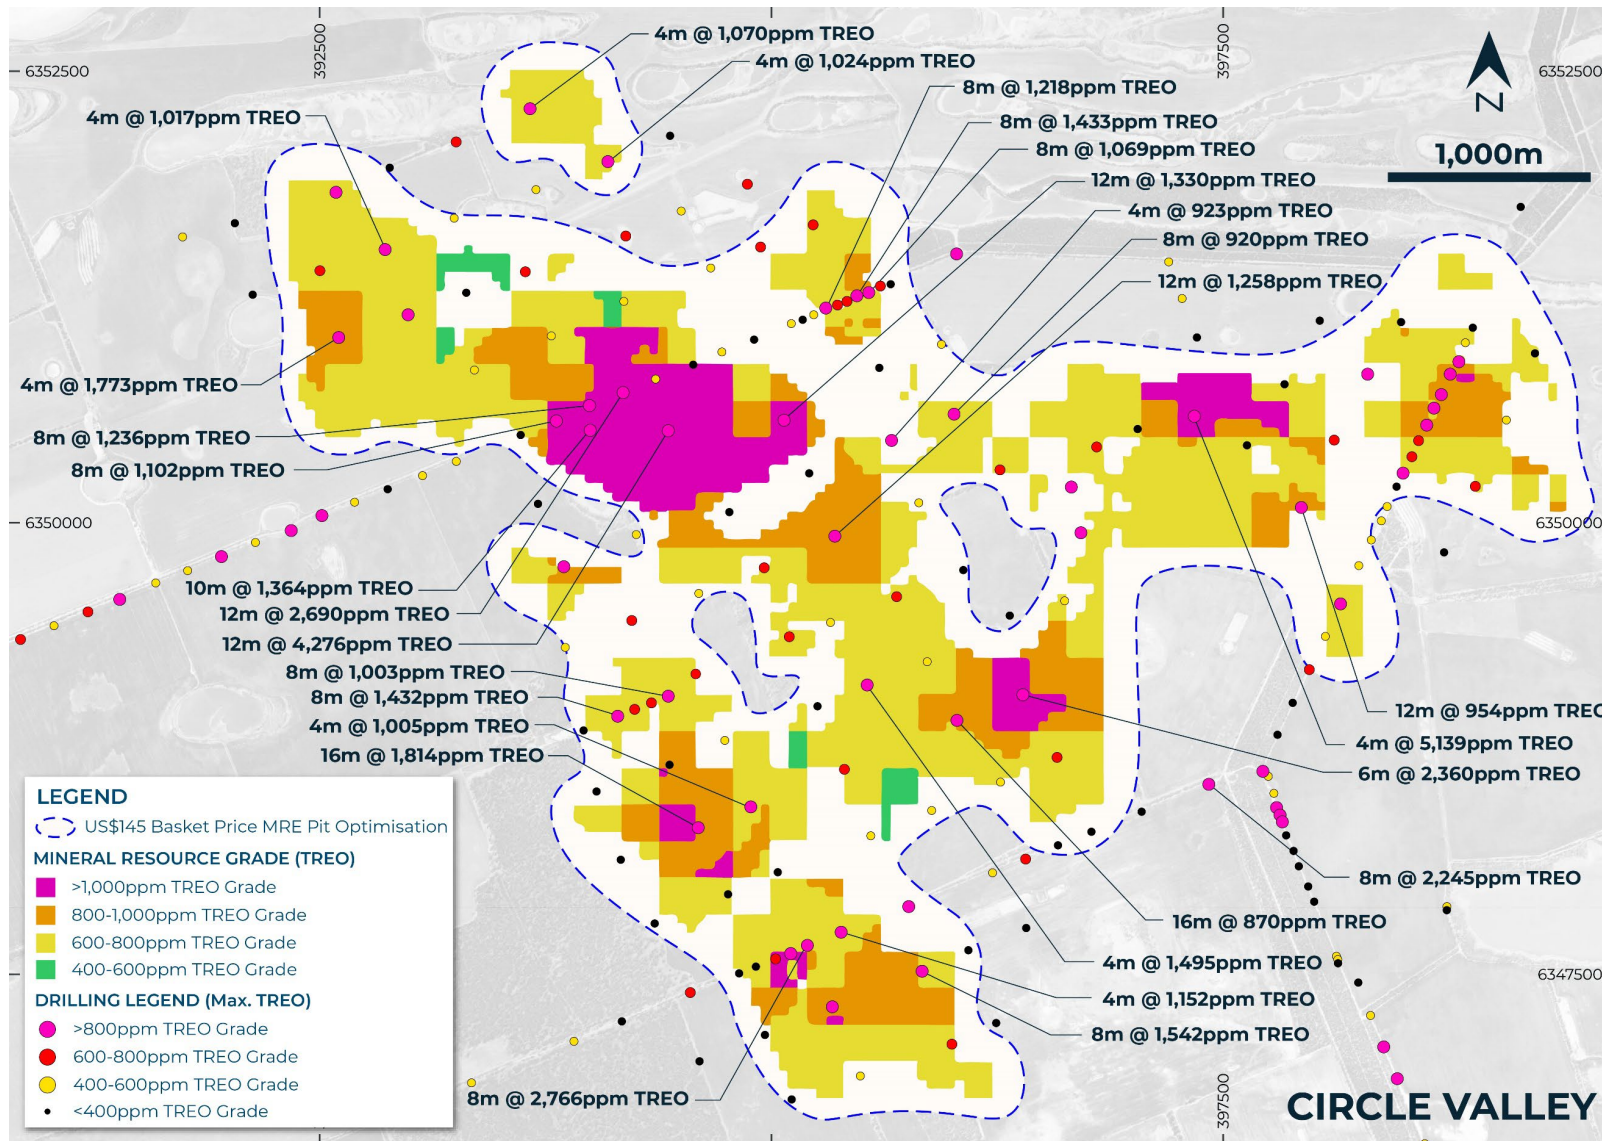 392500
397500
6352500
6352500
4m @ 1,070ppm TREO
4m @ 1,024ppm TREO
8m @ 1,218ppm TREO
4m @ 1,017ppm TREO
8m @ 1,433ppm TREO
8m @ 1,069ppm TREO
12m @ 1,330ppm TREO
4m @ 923ppm TREO
8m @ 920ppm TREO
12m @ 1,258ppm TREO
N
1,000m
4m @ 1,773ppm TREO
8m @ 1,236ppm TREO
8m @ 1,102ppm TREO
6350000
6350000
10m @ 1,364ppm TREO
12m @ 2,690ppm TREO
12m @ 4,276ppm TREO
8m @ 1,003ppm TREO
8m @ 1,432ppm TREO
4m @ 1,005ppm TREO
16m @ 1,814ppm TREO
12m @ 954ppm TREO
4m @ 5,139ppm TREO
6m @ 2,360ppm TREO
8m @ 2,245ppm TREO
16m @ 870ppm TREO
4m @ 1,495ppm TREO
6347500
4m @ 1,152ppm TREO
8m @ 1,542ppm TREO
8m @ 2,766ppm TREO
LEGEND
US$145 Basket Price MRE Pit Optimisation
MINERAL RESOURCE GRADE (TREO)
>1,000ppm TREO Grade
800-1,000ppm TREO Grade
600-800ppm TREO Grade
400-600ppm TREO Grade
DRILLING LEGEND (Max. TREO)
>800ppm TREO Grade
600-800ppm TREO Grade
400-600ppm TREO Grade
<400ppm TREO Grade
397500
CIRCLE VALLEY